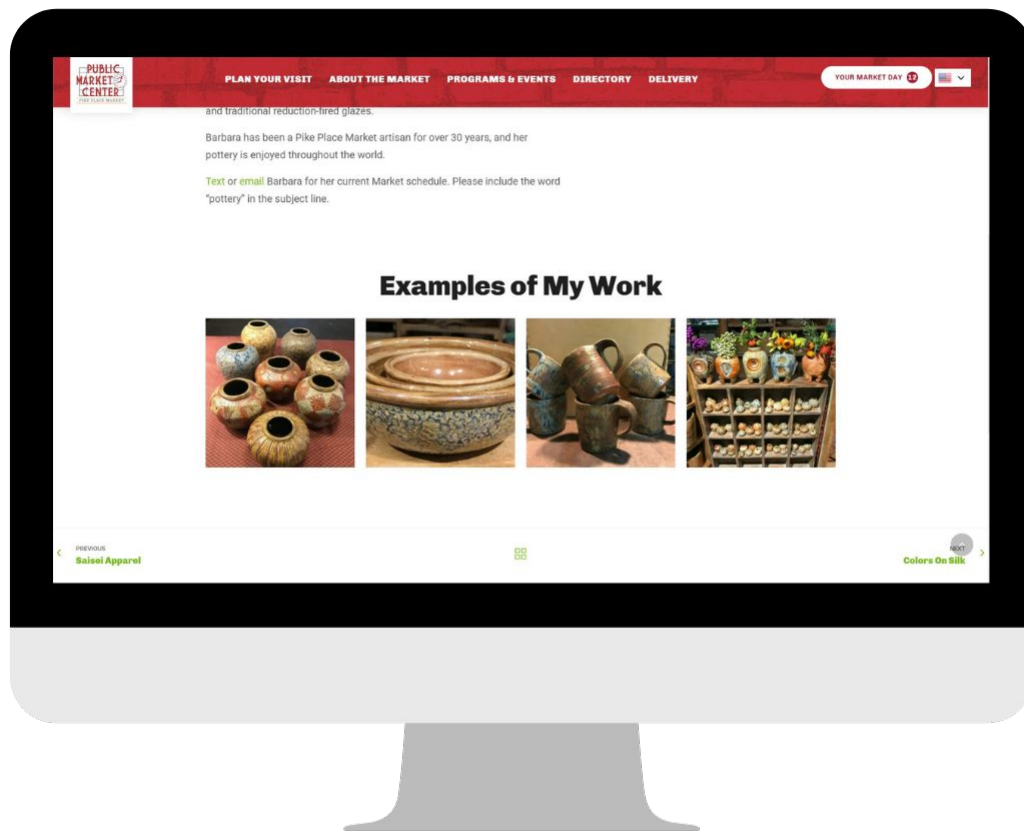 PUBLIC
MARKET
CENTER
PIKE PLACE MARKET
PLAN YOUR VISIT ABOUT THE MARKET PROGRAMS & EVENTS DIRECTORY DELIVERY
YOUR MARKET DAY 17
and traditional reduction-fired glazes.
Barbara has been a Pike Place Market artisan for over 30 years, and her
pottery is enjoyed throughout the world.
Text or email Barbara for her current Market schedule. Please include the word
"pottery" in the subject line.
Examples of My Work
PREVIOUS
Saisei Apparel
NEXT
Colors On Silk